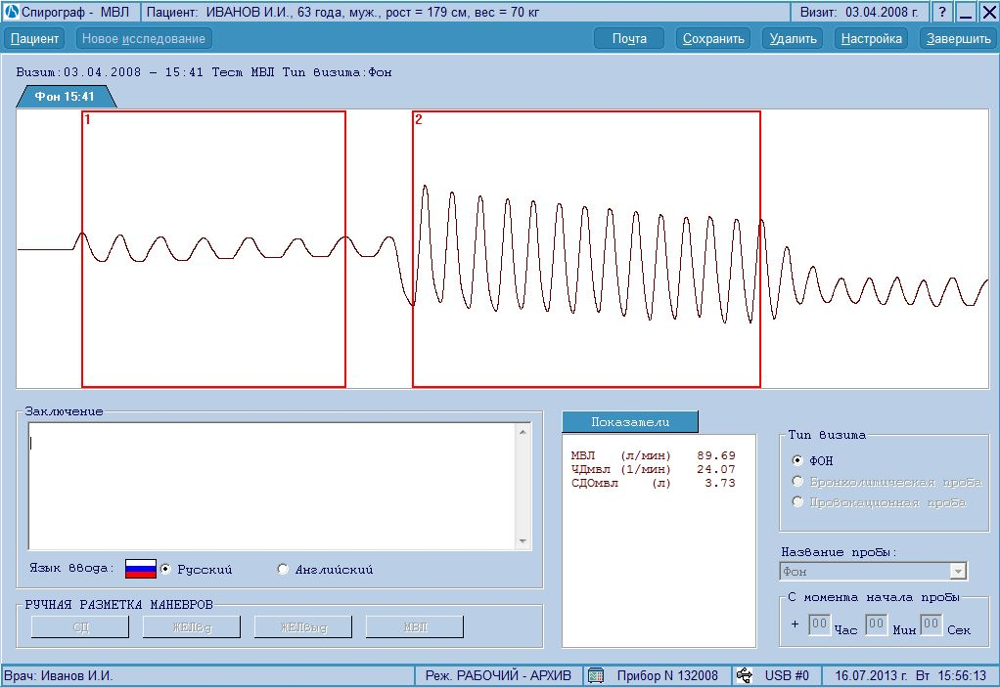 Спирограф - МВЛ Пациент: ИВАНОВ И.И., 63 года, муж., рост = 179 см, вес = 70 кг Визит: 03.04.2008 г. ?
Пациент Новое исследование Почта Сохранить Удалить Настройка Завершить
Визит:03.04.2008 - 15:41 Тест МВЛ Тип визита:Фон
Фон 15:41
1 2
Заключение
Язык ввода: Русский Английский
РУЧНАЯ РАЗМЕТКА МАНЕВРОВ
СД ЖЕЛвд ЖЕЛвыд МВЛ
Показатели
МВЛ (л/мин) 89.69
ЧДмвл (1/мин) 24.07
СДОмвл (л) 3.73
Тип визита
ФОН
Бронхолитическая проба
Провокационная проба
Название пробы:
Фон
С момента начала пробы
+ 00 Час 00 Мин 00 Сек
Врач: Иванов И.И. Реж. РАБОЧИЙ - АРХИВ Прибор N 132008 USB #0 16.07.2013 г. Вт 15:56:13